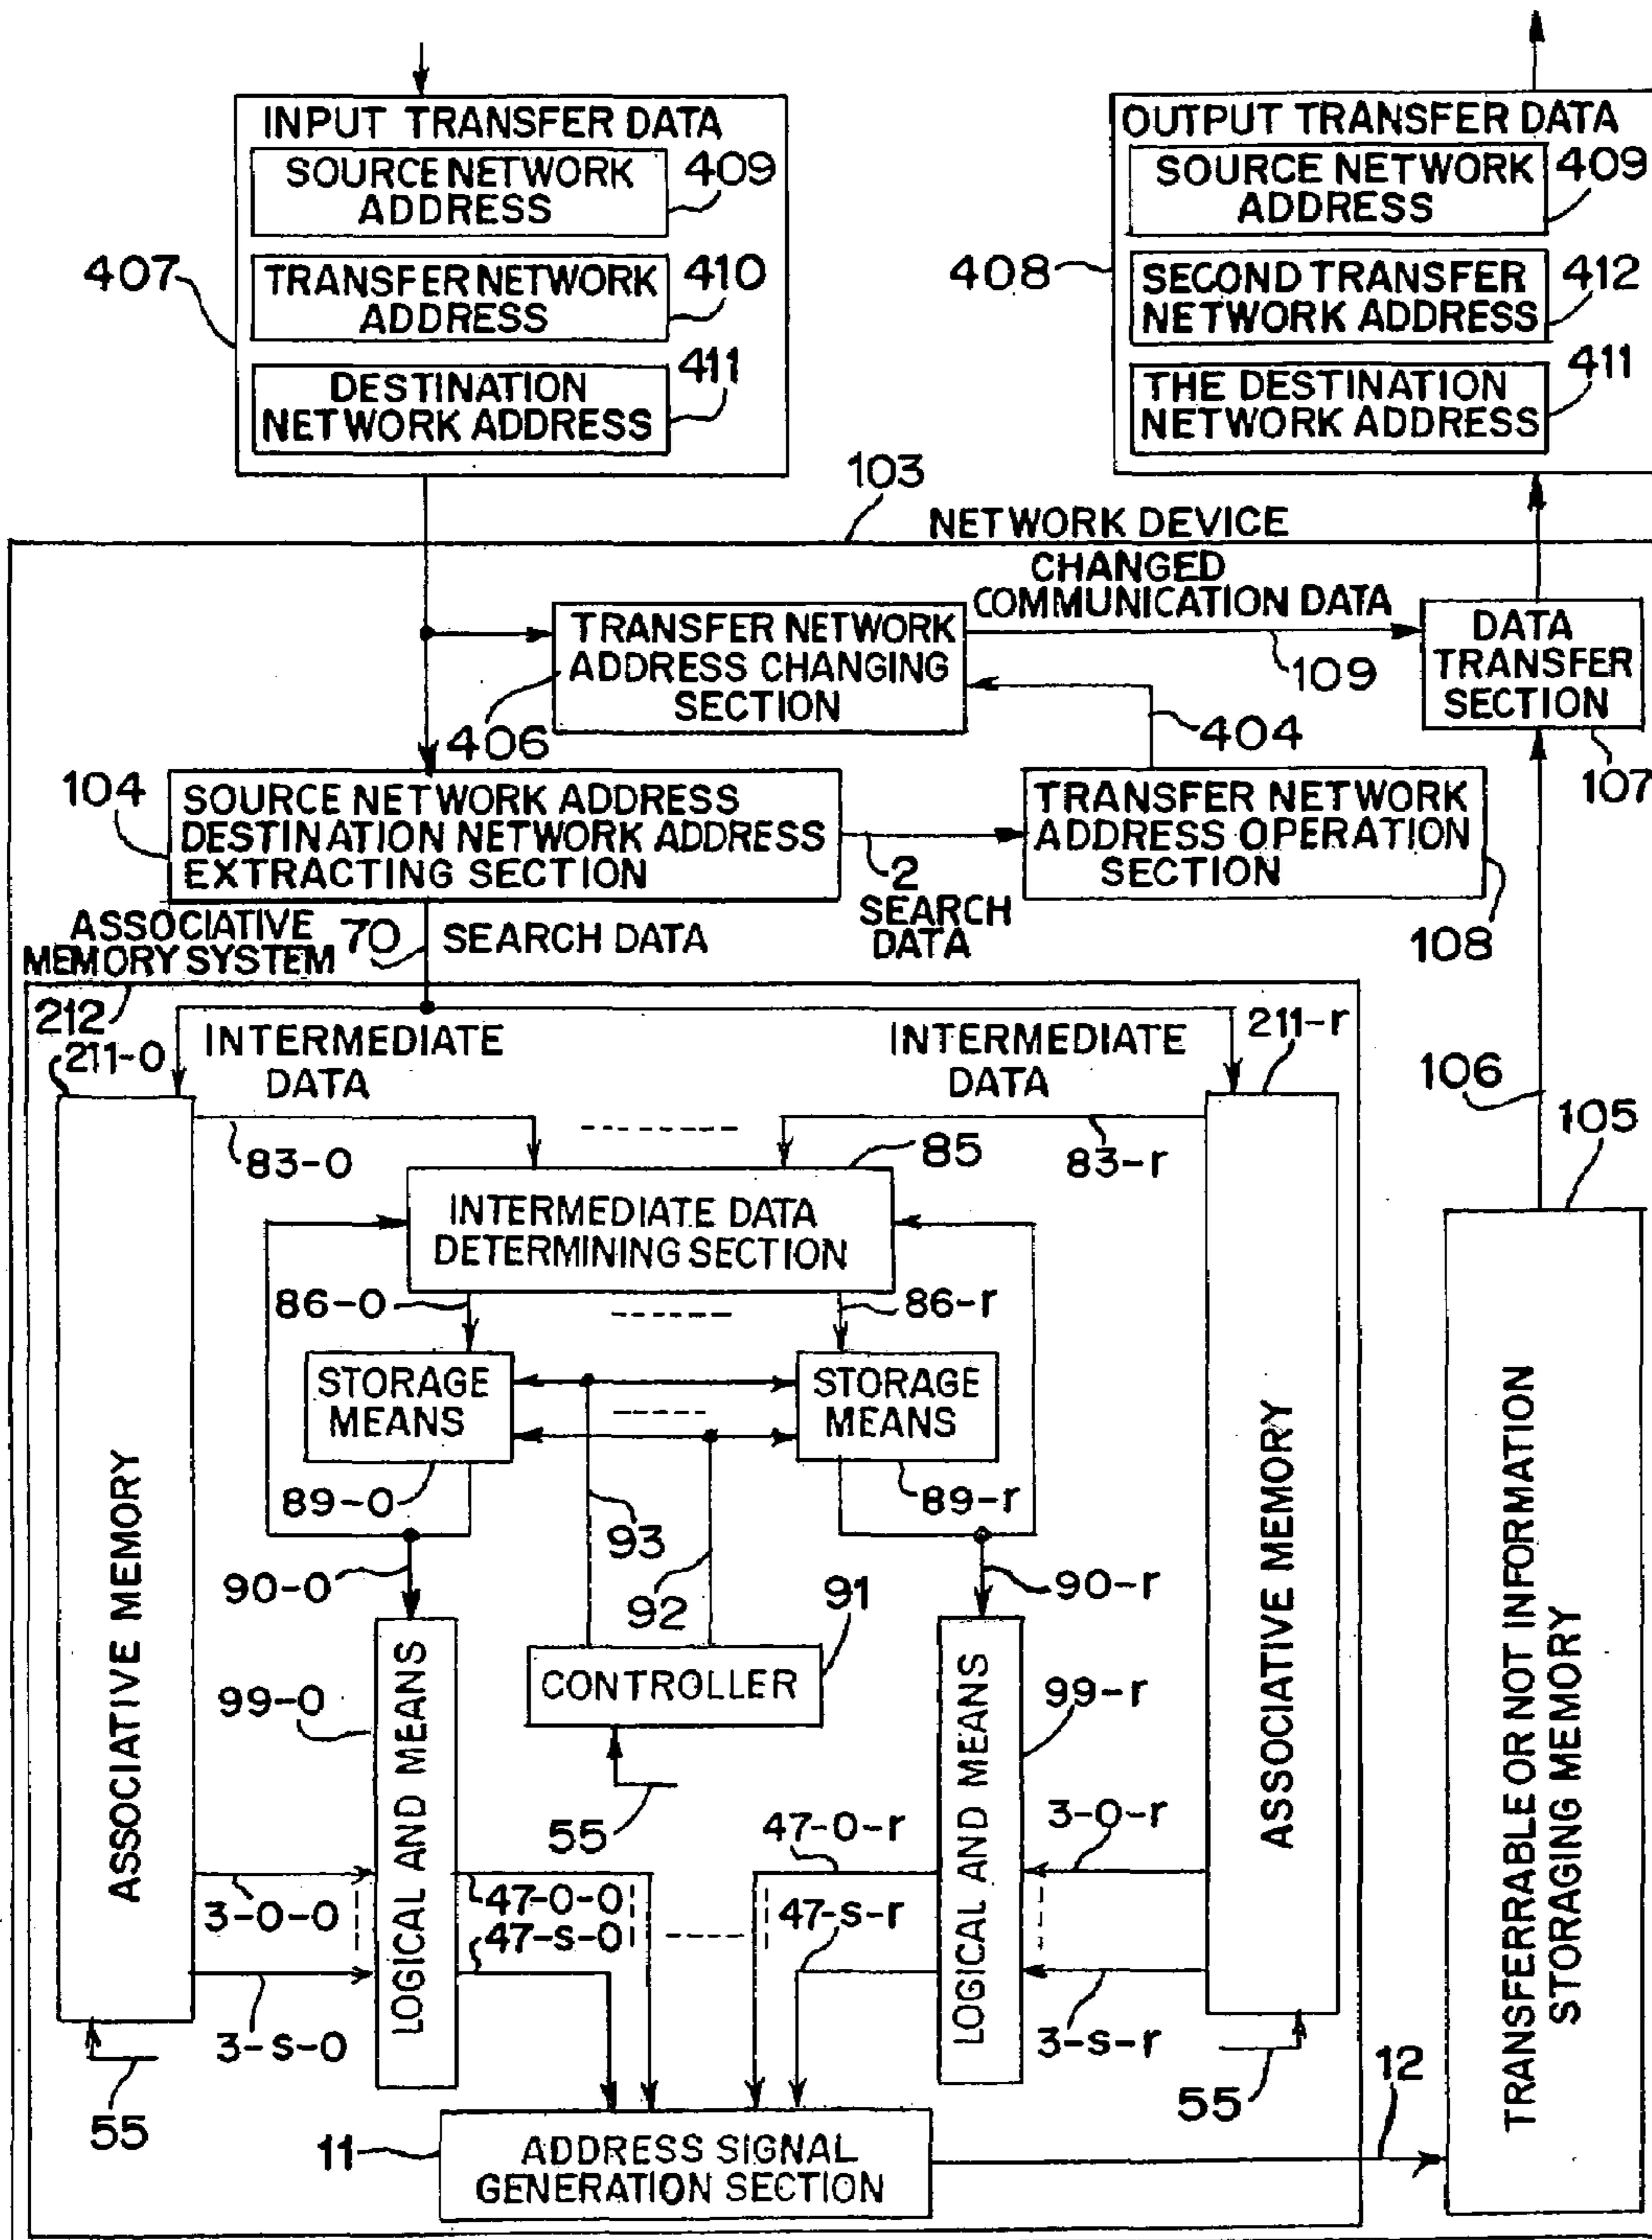 INPUT TRANSFER DATA
SOURCE NETWORK
ADDRESS
409
TRANSFER NETWORK
ADDRESS
410
407
DESTINATION
NETWORK ADDRESS
411
OUTPUT TRANSFER DATA
SOURCE NETWORK
ADDRESS
409
408
SECOND TRANSFER
NETWORK ADDRESS
412
THE DESTINATION
NETWORK ADDRESS
411
103
NETWORK DEVICE
CHANGED
COMMUNICATION DATA
TRANSFER NETWORK
ADDRESS CHANGING
SECTION
406
109
DATA
TRANSFER
SECTION
107
404
104
SOURCE NETWORK ADDRESS
DESTINATION NETWORK ADDRESS
EXTRACTING SECTION
2
SEARCH
DATA
TRANSFER NETWORK
ADDRESS OPERATION
SECTION
108
ASSOCIATIVE
MEMORY SYSTEM
70
SEARCH DATA
212
211-0
INTERMEDIATE
DATA
INTERMEDIATE
DATA
211-r
106
105
83-0
85
83-r
INTERMEDIATE DATA
DETERMINING SECTION
86-0
86-r
STORAGE
MEANS
STORAGE
MEANS
89-0
89-r
93
92
90-0
90-r
91
CONTROLLER
99-0
99-r
55
ASSOCIATIVE MEMORY
LOGICAL AND MEANS
LOGICAL AND MEANS
ASSOCIATIVE MEMORY
TRANSFERRABLE OR NOT INFORMATION
STORAGING MEMORY
47-0-r
3-0-r
3-0-0
47-0-0
47-s-0
47-s-r
3-s-0
3-s-r
55
55
12
11
ADDRESS SIGNAL
GENERATION SECTION